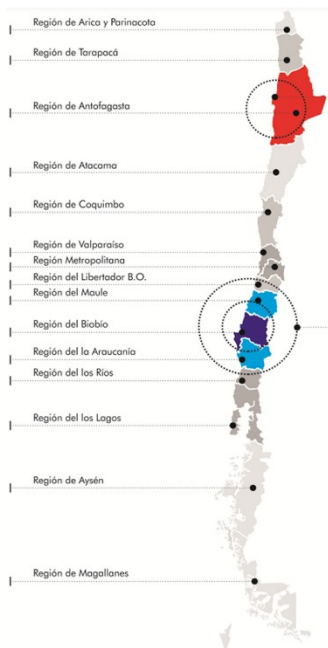 Región de Arica y Parinacota
Región de Tarapacá
Región de Antofagasta
Región de Atacama
Región de Coquimbo
Región de Valparaíso
Región Metropolitana
Región del Libertador B.O.
Región del Maule
Región del Biobío
Región del la Araucanía
Región de los Ríos
Región del los Lagos
Región de Aysén
Región de Magallanes